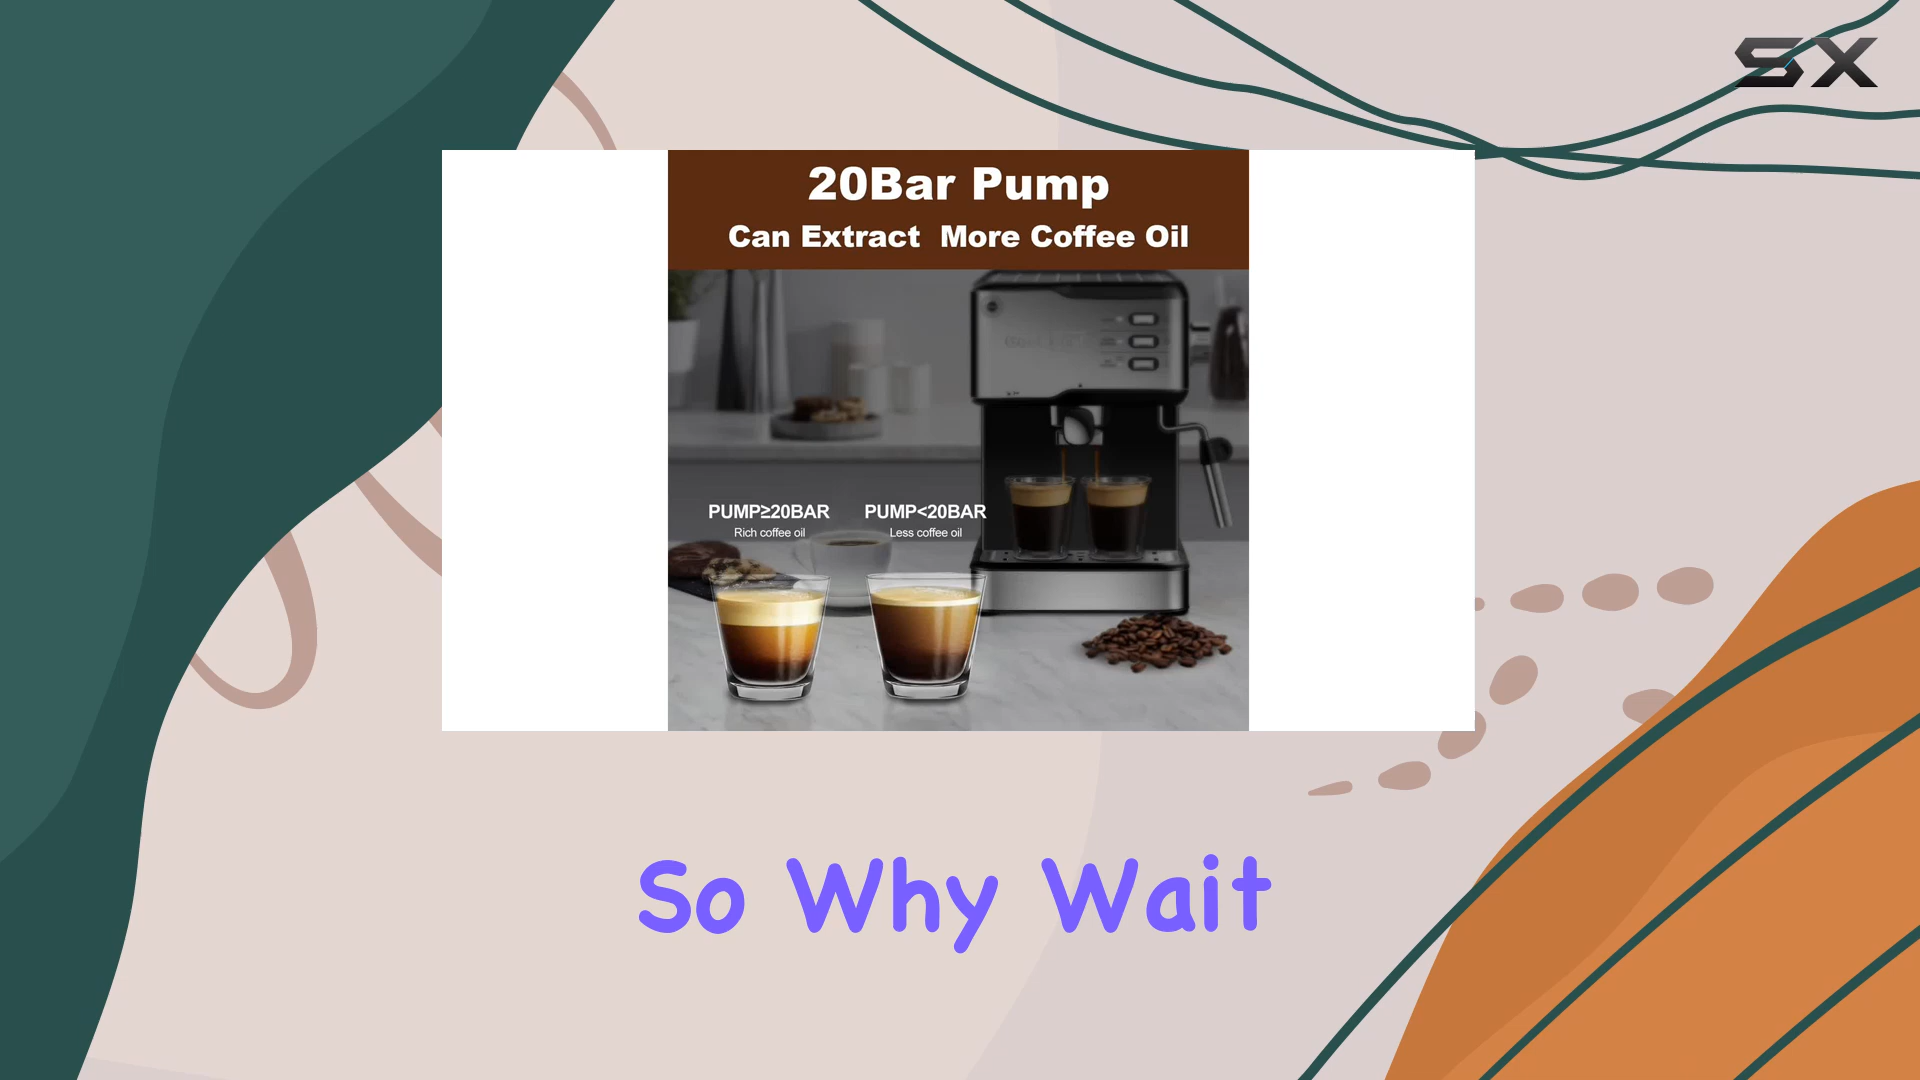 SX
20Bar Pump
Can Extract More Coffee Oil
PUMP≥20BAR
Rich coffee oil
PUMP<20BAR
Less coffee oil
So Why Wait